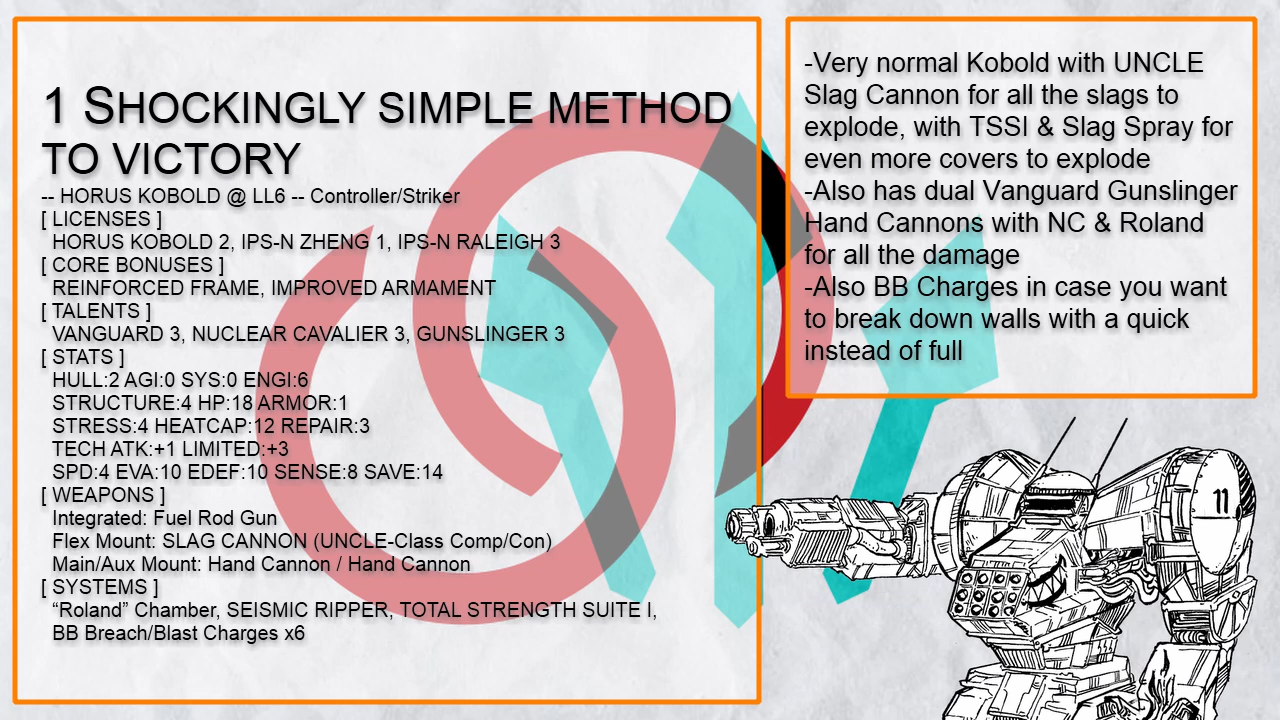 1 SHOCKINGLY SIMPLE METHOD
TO VICTORY
-- HORUS KOBOLD @ LL6 -- Controller/Striker
[ LICENSES ]
HORUS KOBOLD 2, IPS-N ZHENG 1, IPS-N RALEIGH 3
[ CORE BONUSES ]
REINFORCED FRAME, IMPROVED ARMAMENT
[ TALENTS ]
VANGUARD 3, NUCLEAR CAVALIER 3, GUNSLINGER 3
[ STATS ]
HULL:2 AGI:0 SYS:0 ENGI:6
STRUCTURE:4 HP:18 ARMOR:1
STRESS:4 HEATCAP:12 REPAIR:3
TECH ATK:+1 LIMITED:+3
SPD:4 EVA:10 EDEF:10 SENSE:8 SAVE:14
[ WEAPONS ]
Integrated: Fuel Rod Gun
Flex Mount: SLAG CANNON (UNCLE-Class Comp/Con)
Main/Aux Mount: Hand Cannon / Hand Cannon
[ SYSTEMS ]
“Roland” Chamber, SEISMIC RIPPER, TOTAL STRENGTH SUITE I,
BB Breach/Blast Charges x6
-Very normal Kobold with UNCLE
Slag Cannon for all the slags to
explode, with TSSI & Slag Spray for
even more covers to explode
-Also has dual Vanguard Gunslinger
Hand Cannons with NC & Roland
for all the damage
-Also BB Charges in case you want
to break down walls with a quick
instead of full
11